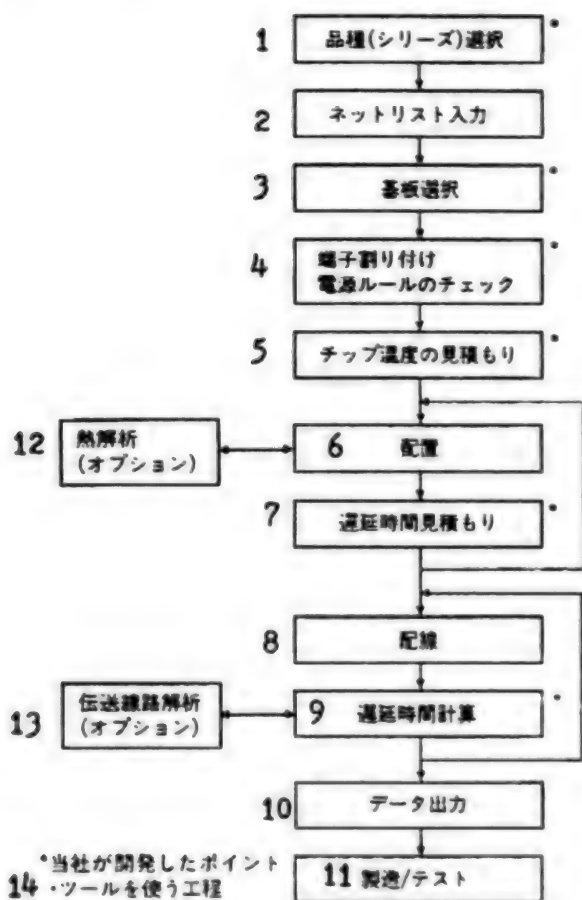 1 品種(シリーズ)選択 *
2 ネットリスト入力
3 基板選択 *
4 端子割り付け *
電源ルールのチェック
5 チップ温度の見積もり *
12 熱解析
(オプション)
6 配置
7 遅延時間見積もり *
8 配線
13 伝送線路解析
(オプション)
9 遅延時間計算 *
10 データ出力
11 製造/テスト
*当社が開発したポイント
14 ・ツールを使う工程